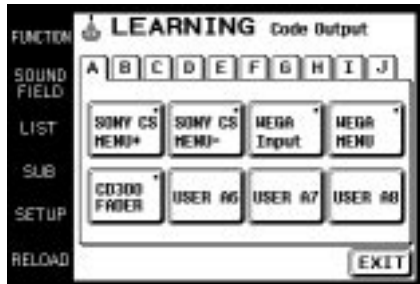 FUNCTION
SOUND
FIELD
LIST
SUB
SETUP
RELOAD
LEARNING Code Output
A B C D E F G H I J
SONY CS
MENU+
SONY CS
MENU-
WEGA
Input
WEGA
MENU
CD300
FADER
USER A6
USER A7
USER A8
EXIT